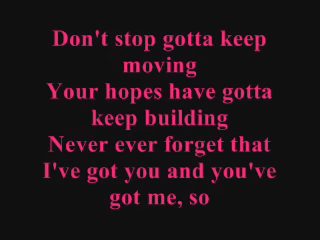 Don't stop gotta keep
moving
Your hopes have gotta
keep building
Never ever forget that
I've got you and you've
got me, so